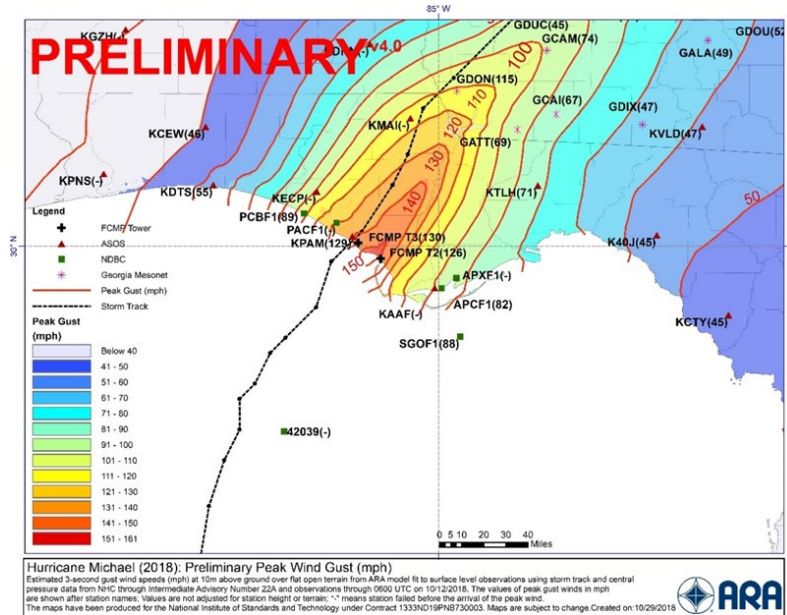 85° W
PRELIMINARY v4.0
KGZH(-)
GDUC(45)
GCAM(74)
GDOU(52
GALA(49)
100
GDON(115)
110
GCAI(67)
GDIX(47)
KCEW(46)
KMAI(-)
120
GATT(69)
KVLD(47)
130
KPNS(-)
KDTS(55)
KECP(-)
140
KTLH(71)
50
PCBF1(89)
PACF1(-)
KPAM(129)
FCMP T3(130)
30° N
K40J(45)
FCMP T2(126)
150
APXF1(-)
APCF1(82)
KAAF(-)
KCTY(45)
SGOF1(88)
42039(-)
Legend
FCMP Tower
ASOS
NDBC
Georgia Mesonet
Peak Gust (mph)
Storm Track
Peak Gust
(mph)
Below 40
41 - 50
51 - 60
61 - 70
71 - 80
81 - 90
91 - 100
101 - 110
111 - 120
121 - 130
131 - 140
141 - 150
151 - 161
0 5 10 20 30 40
Miles
Hurricane Michael (2018): Preliminary Peak Wind Gust (mph)
Estimated 3-second gust wind speeds (mph) at 10m above ground over flat open terrain from ARA model fit to surface level observations using storm track and central
pressure data from NHC through Intermediate Advisory Number 22A and observations through 0600 UTC on 10/12/2018. The values of peak gust winds in mph
are shown after station names; Values are not adjusted for station height or terrain; "-" means station failed before the arrival of the peak wind.
The maps have been produced for the National Institute of Standards and Technology under Contract 1333ND19PNB730003. Maps are subject to change.Created on:10/29/2018
ARA